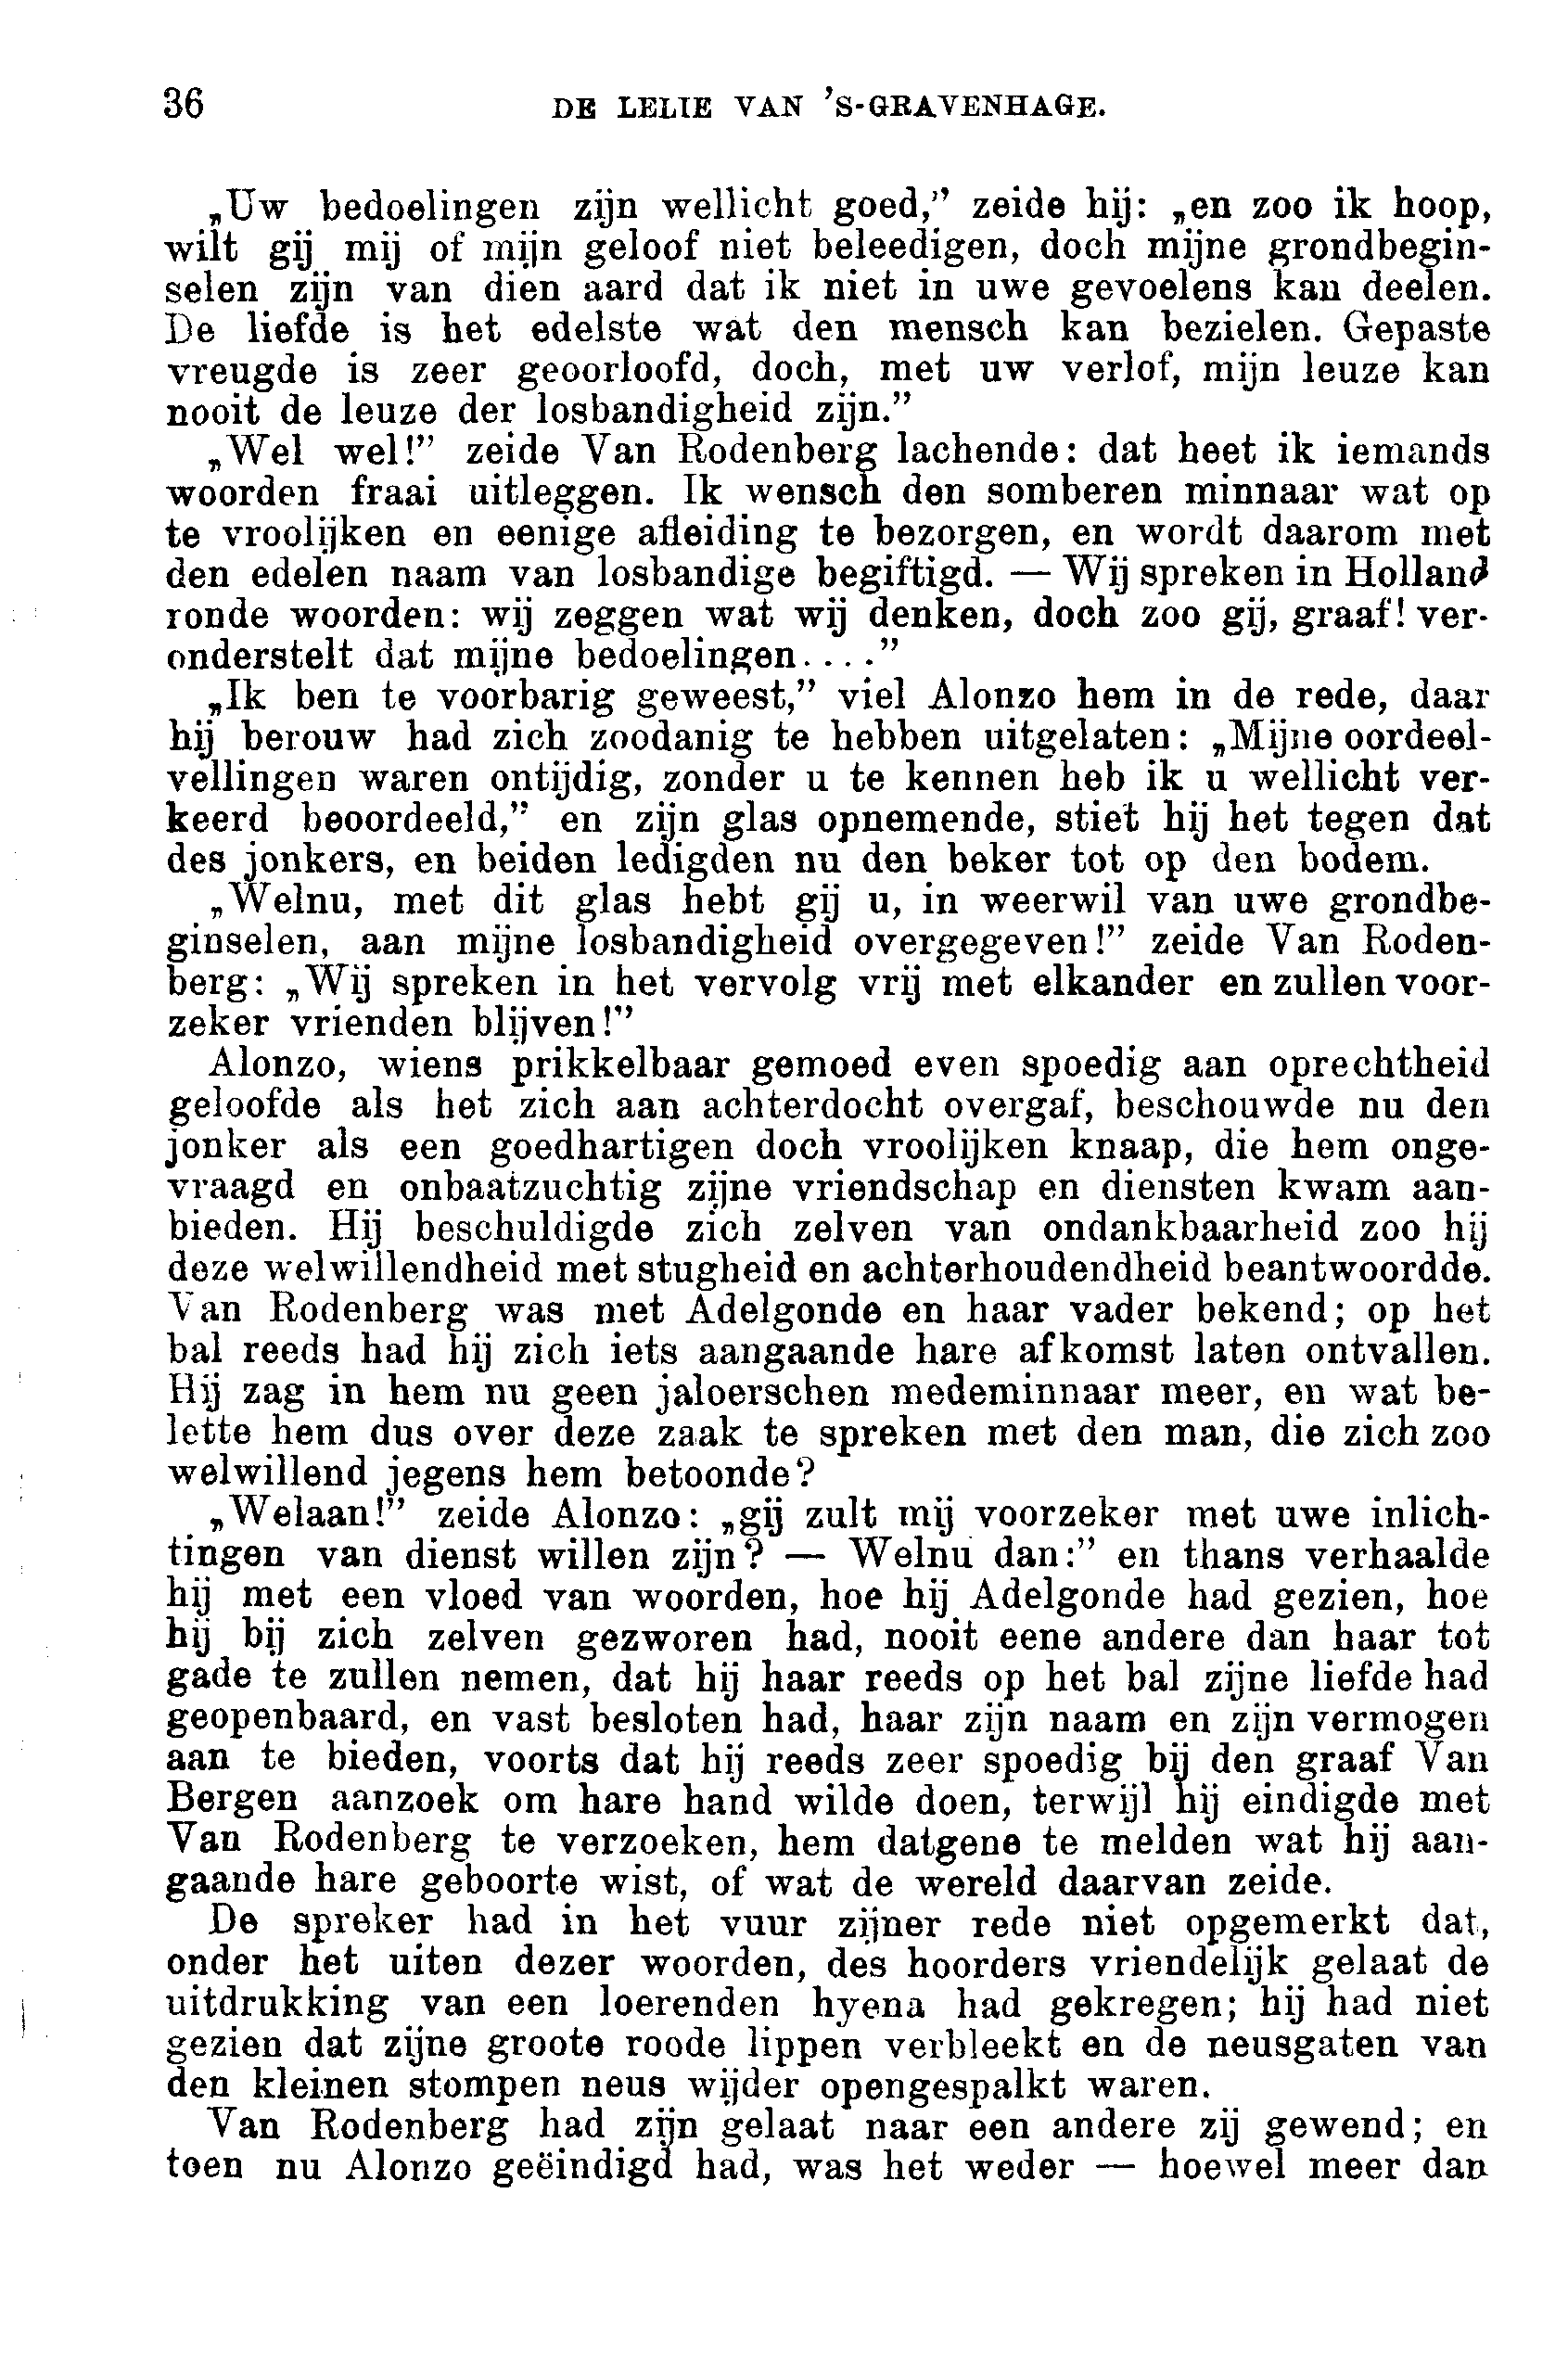 36 DE LELIE VAN 'S-GRAVENHAGE.
„Uw bedoelingen zijn wellicht goed,” zeide hij: „en zoo ik hoop,
wilt gij mij of mijn geloof niet beleedigen, doch mijne grondbegin-
selen zijn van dien aard dat ik niet in uwe gevoelens kan deelen.
De liefde is het edelste wat den mensch kan bezielen. Gepaste
vreugde is zeer geoorloofd, doch, met uw verlof, mijn leuze kan
nooit de leuze der losbandigheid zijn.”
„Wel wel!” zeide Van Rodenberg lachende: dat heet ik iemands
woorden fraai uitleggen. Ik wensch den somberen minnaar wat op
te vroolijken en eenige afleiding te bezorgen, en wordt daarom met
den edelen naam van losbandige begiftigd. — Wij spreken in Holland
ronde woorden: wij zeggen wat wij denken, doch zoo gij, graaf! ver-
onderstelt dat mijne bedoelingen....”
„Ik ben te voorbarig geweest,” viel Alonzo hem in de rede, daar
hij berouw had zich zoodanig te hebben uitgelaten: „Mijne oordeel-
vellingen waren ontijdig, zonder u te kennen heb ik u wellicht ver-
keerd beoordeeld,” en zijn glas opnemende, stiet hij het tegen dat
des jonkers, en beiden ledigden nu den beker tot op den bodem.
„Welnu, met dit glas hebt gij u, in weerwil van uwe grondbe-
ginselen, aan mijne losbandigheid overgegeven!” zeide Van Roden-
berg: „Wij spreken in het vervolg vrij met elkander en zullen voor-
zeker vrienden blijven!”
Alonzo, wiens prikkelbaar gemoed even spoedig aan oprechtheid
geloofde als het zich aan achterdocht overgaf, beschouwde nu den
jonker als een goedhartigen doch vroolijken knaap, die hem onge-
vraagd en onbaatzuchtig zijne vriendschap en diensten kwam aan-
bieden. Hij beschuldigde zich zelven van ondankbaarheid zoo hij
deze welwillendheid met stugheid en achterhoudendheid beantwoordde.
Van Rodenberg was met Adelgonde en haar vader bekend; op het
bal reeds had hij zich iets aangaande hare afkomst laten ontvallen.
Hij zag in hem nu geen jaloerschen medeminnaar meer, en wat be-
lette hem dus over deze zaak te spreken met den man, die zich zoo
welwillend jegens hem betoonde?
„Welaan!” zeide Alonzo: „gij zult mij voorzeker met uwe inlich-
tingen van dienst willen zijn? — Welnu dan:” en thans verhaalde
hij met een vloed van woorden, hoe hij Adelgonde had gezien, hoe
hij bij zich zelven gezworen had, nooit eene andere dan haar tot
gade te zullen nemen, dat hij haar reeds op het bal zijne liefde had
geopenbaard, en vast besloten had, haar zijn naam en zijn vermogen
aan te bieden, voorts dat hij reeds zeer spoedig bij den graaf Van
Bergen aanzoek om hare hand wilde doen, terwijl hij eindigde met
Van Rodenberg te verzoeken, hem datgene te melden wat hij aan-
gaande hare geboorte wist, of wat de wereld daarvan zeide.
De spreker had in het vuur zijner rede niet opgemerkt dat,
onder het uiten dezer woorden, des hoorders vriendelijk gelaat de
uitdrukking van een loerenden hyena had gekregen; hij had niet
gezien dat zijne groote roode lippen verbleekt en de neusgaten van
den kleinen stompen neus wijder opengespalkt waren.
Van Rodenberg had zijn gelaat naar een andere zij gewend; en
toen nu Alonzo geëindigd had, was het weder — hoewel meer dan